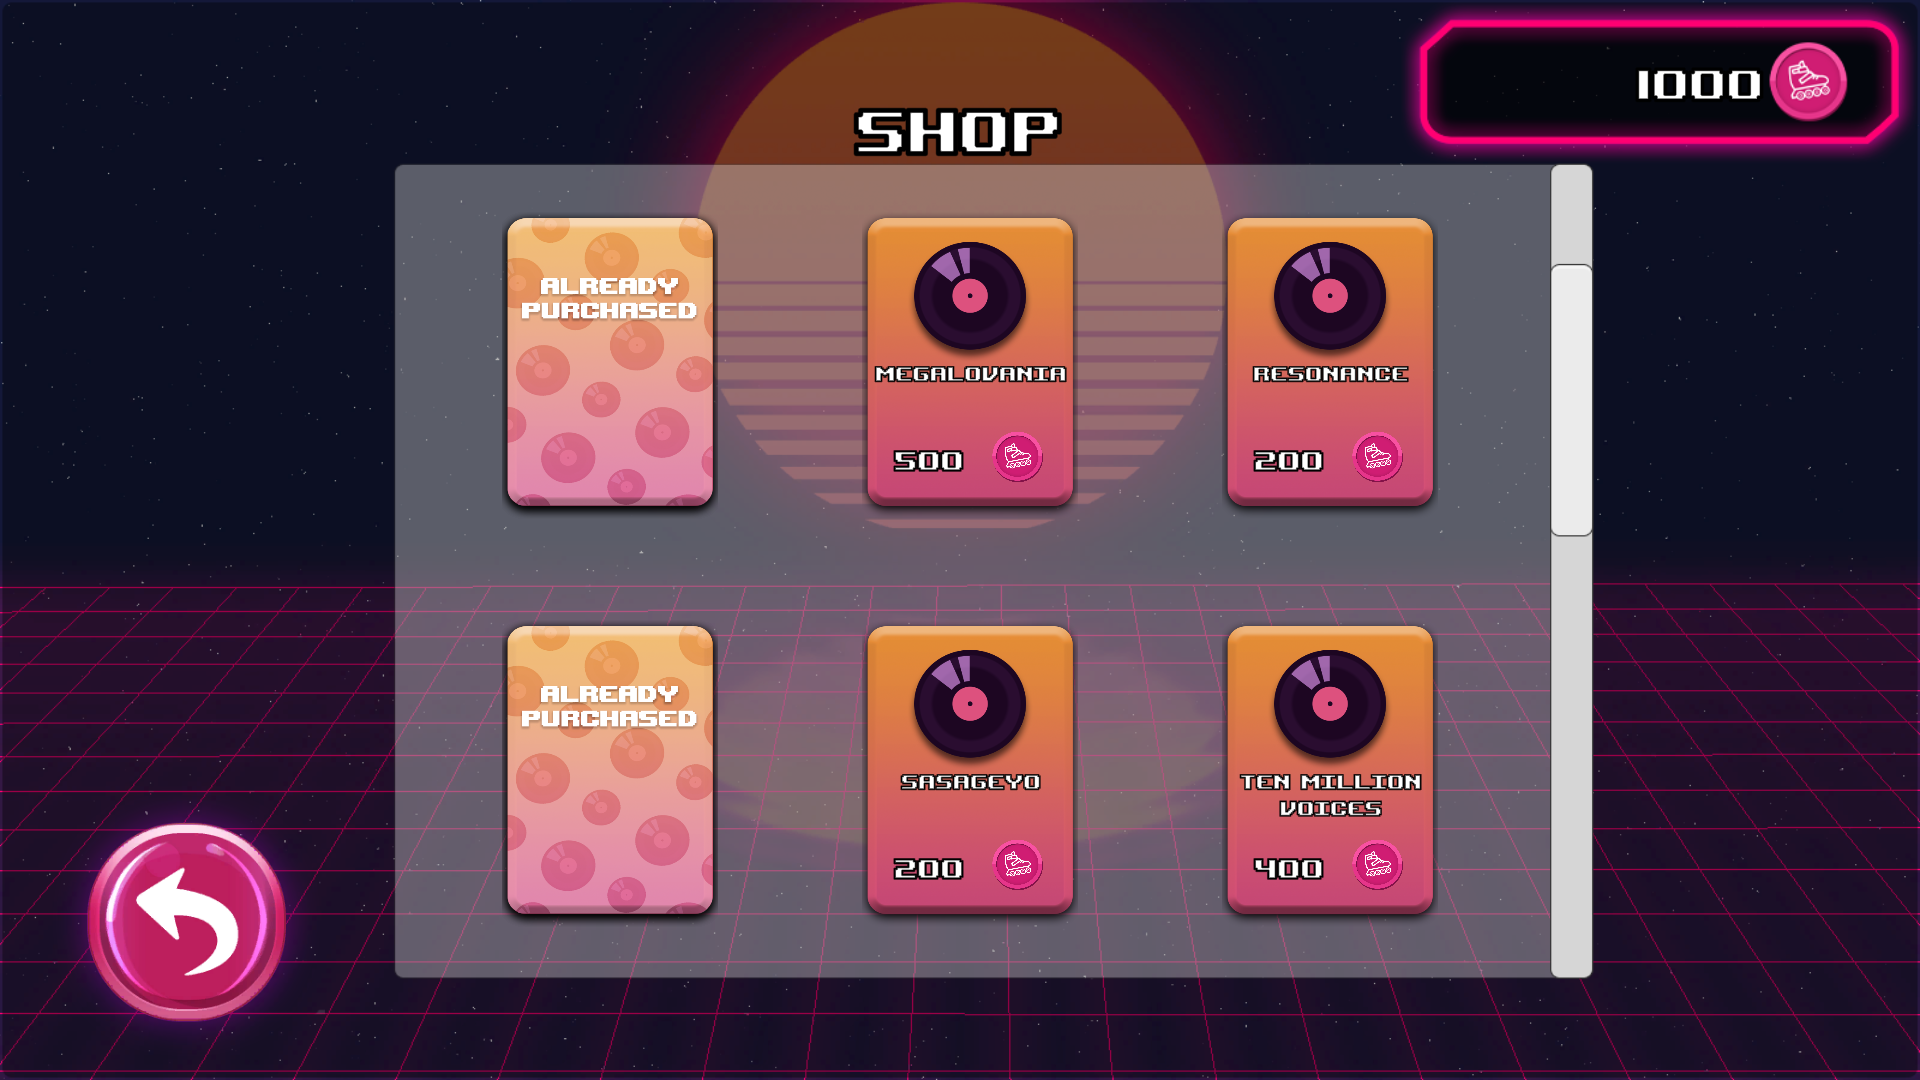 1000
SHOP
ALREADY
PURCHASED
MEGALOVANIA
500
RESONANCE
200
ALREADY
PURCHASED
SASAGEYO
200
TEN MILLION
VOICES
400